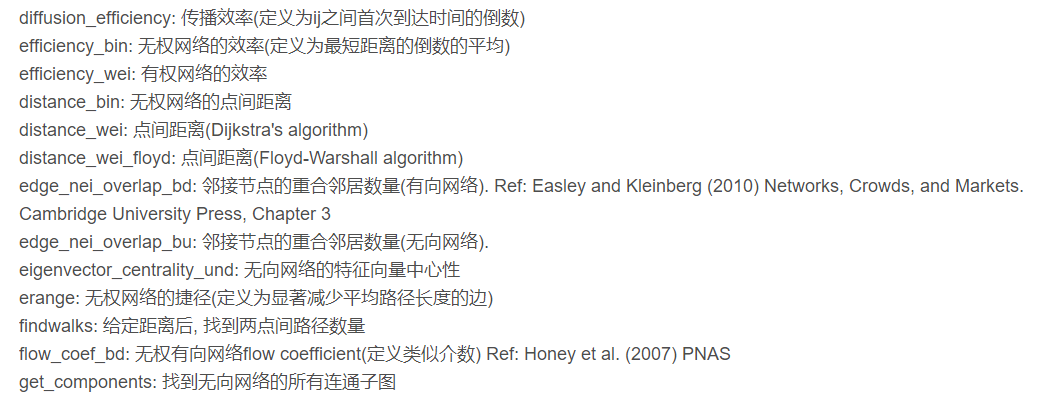 diffusion_efficiency: 传播效率(定义为ij之间首次到达时间的倒数)
efficiency_bin: 无权网络的效率(定义为最短距离的倒数的平均)
efficiency_wei: 有权网络的效率
distance_bin: 无权网络的点间距离
distance_wei: 点间距离(Dijkstra's algorithm)
distance_wei_floyd: 点间距离(Floyd-Warshall algorithm)
edge_nei_overlap_bd: 邻接节点的重合邻居数量(有向网络). Ref: Easley and Kleinberg (2010) Networks, Crowds, and Markets.
Cambridge University Press, Chapter 3
edge_nei_overlap_bu: 邻接节点的重合邻居数量(无向网络).
eigenvector_centrality_und: 无向网络的特征向量中心性
erange: 无权网络的捷径(定义为显著减少平均路径长度的边)
findwalks: 给定距离后, 找到两点间路径数量
flow_coef_bd: 无权有向网络flow coefficient(定义类似介数) Ref: Honey et al. (2007) PNAS
get_components: 找到无向网络的所有连通子图